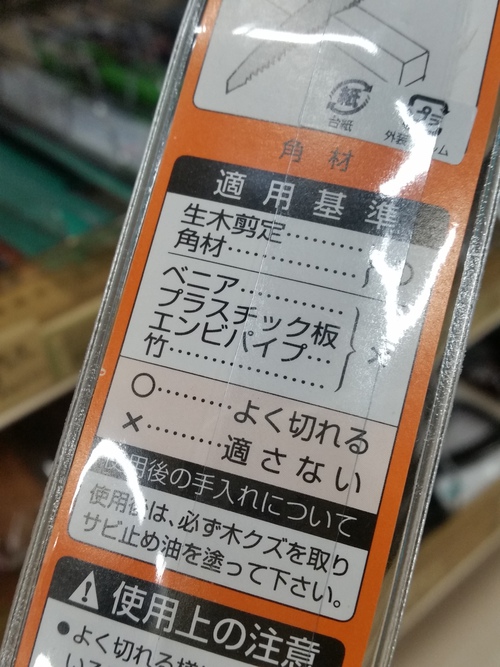 紙
台紙
角材
適用基準
生木剪定………
角材……………
ベニア…………
プラスチック板
エンビパイプ…
竹………………
} ○
} ×
○………よく切れる
×………適さない
使用後の手入れについて
使用後は、必ず木クズを取り
サビ止め油を塗って下さい。
使用上の注意
●よく切れる様に